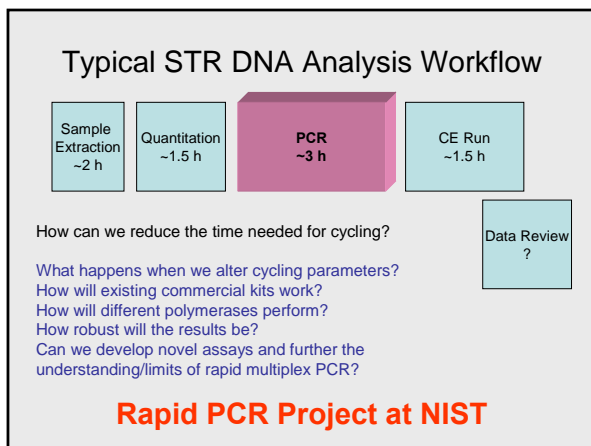 Typical STR DNA Analysis Workflow
Sample
Extraction
~2 h
Quantitation
~1.5 h
PCR
~3 h
CE Run
~1.5 h
Data Review
?
How can we reduce the time needed for cycling?
What happens when we alter cycling parameters?
How will existing commercial kits work?
How will different polymerases perform?
How robust will the results be?
Can we develop novel assays and further the
understanding/limits of rapid multiplex PCR?
Rapid PCR Project at NIST